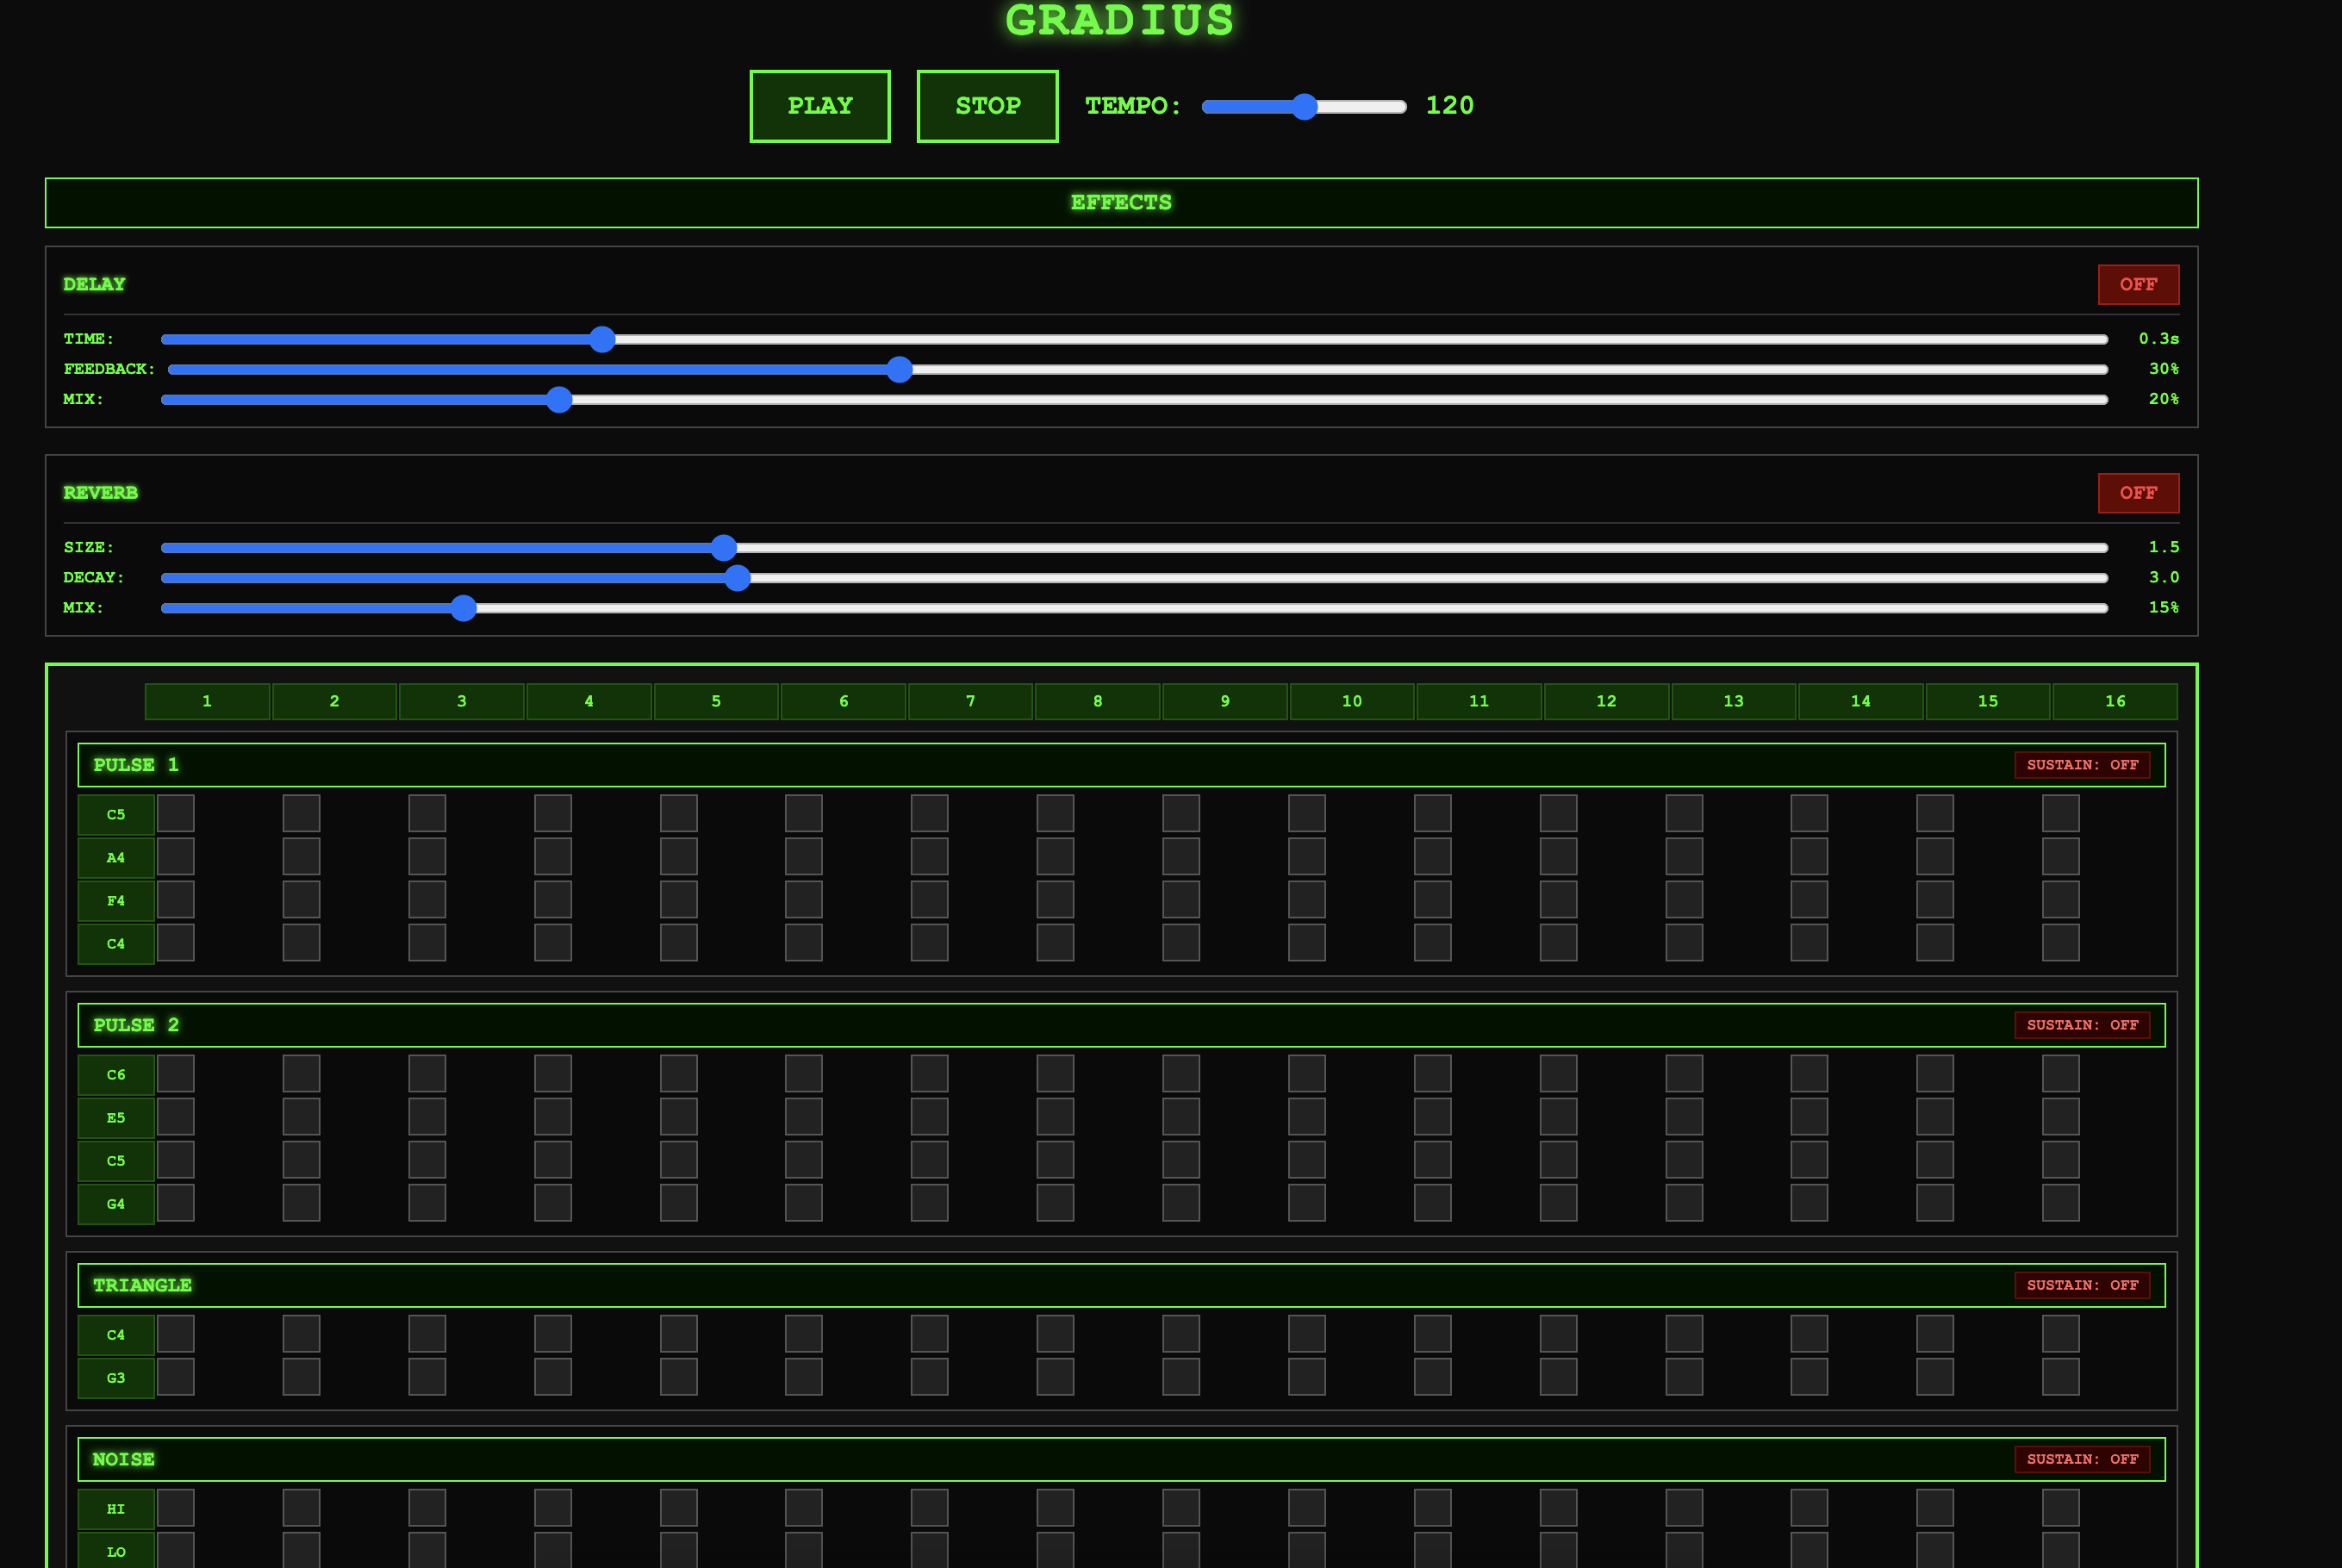 GRADIUS
PLAY STOP TEMPO: 120
EFFECTS
DELAY OFF
TIME: 0.3s
FEEDBACK: 30%
MIX: 20%
REVERB OFF
SIZE: 1.5
DECAY: 3.0
MIX: 15%
1 2 3 4 5 6 7 8 9 10 11 12 13 14 15 16
PULSE 1 SUSTAIN: OFF
C5
A4
F4
C4
PULSE 2 SUSTAIN: OFF
C6
E5
C5
G4
TRIANGLE SUSTAIN: OFF
C4
G3
NOISE SUSTAIN: OFF
HI
LO